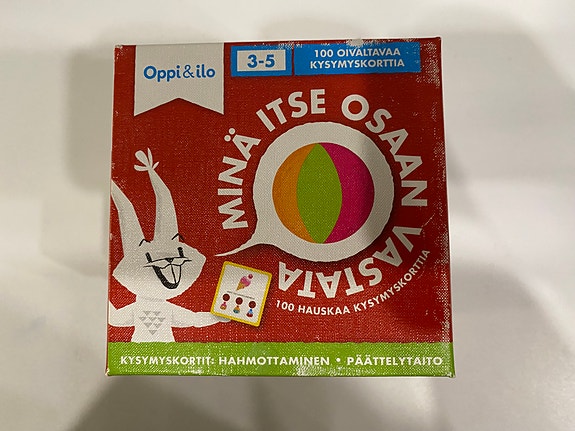 Oppi&ilo
3-5
100 OIVALTAVAA
KYSYMYSKORTTIA
MINÄ ITSE OSAAN VASTATA
100 HAUSKAA KYSYMYSKORTTIA
KYSYMYSKORTIT: HAHMOTTAMINEN • PÄÄTTELYTAITO